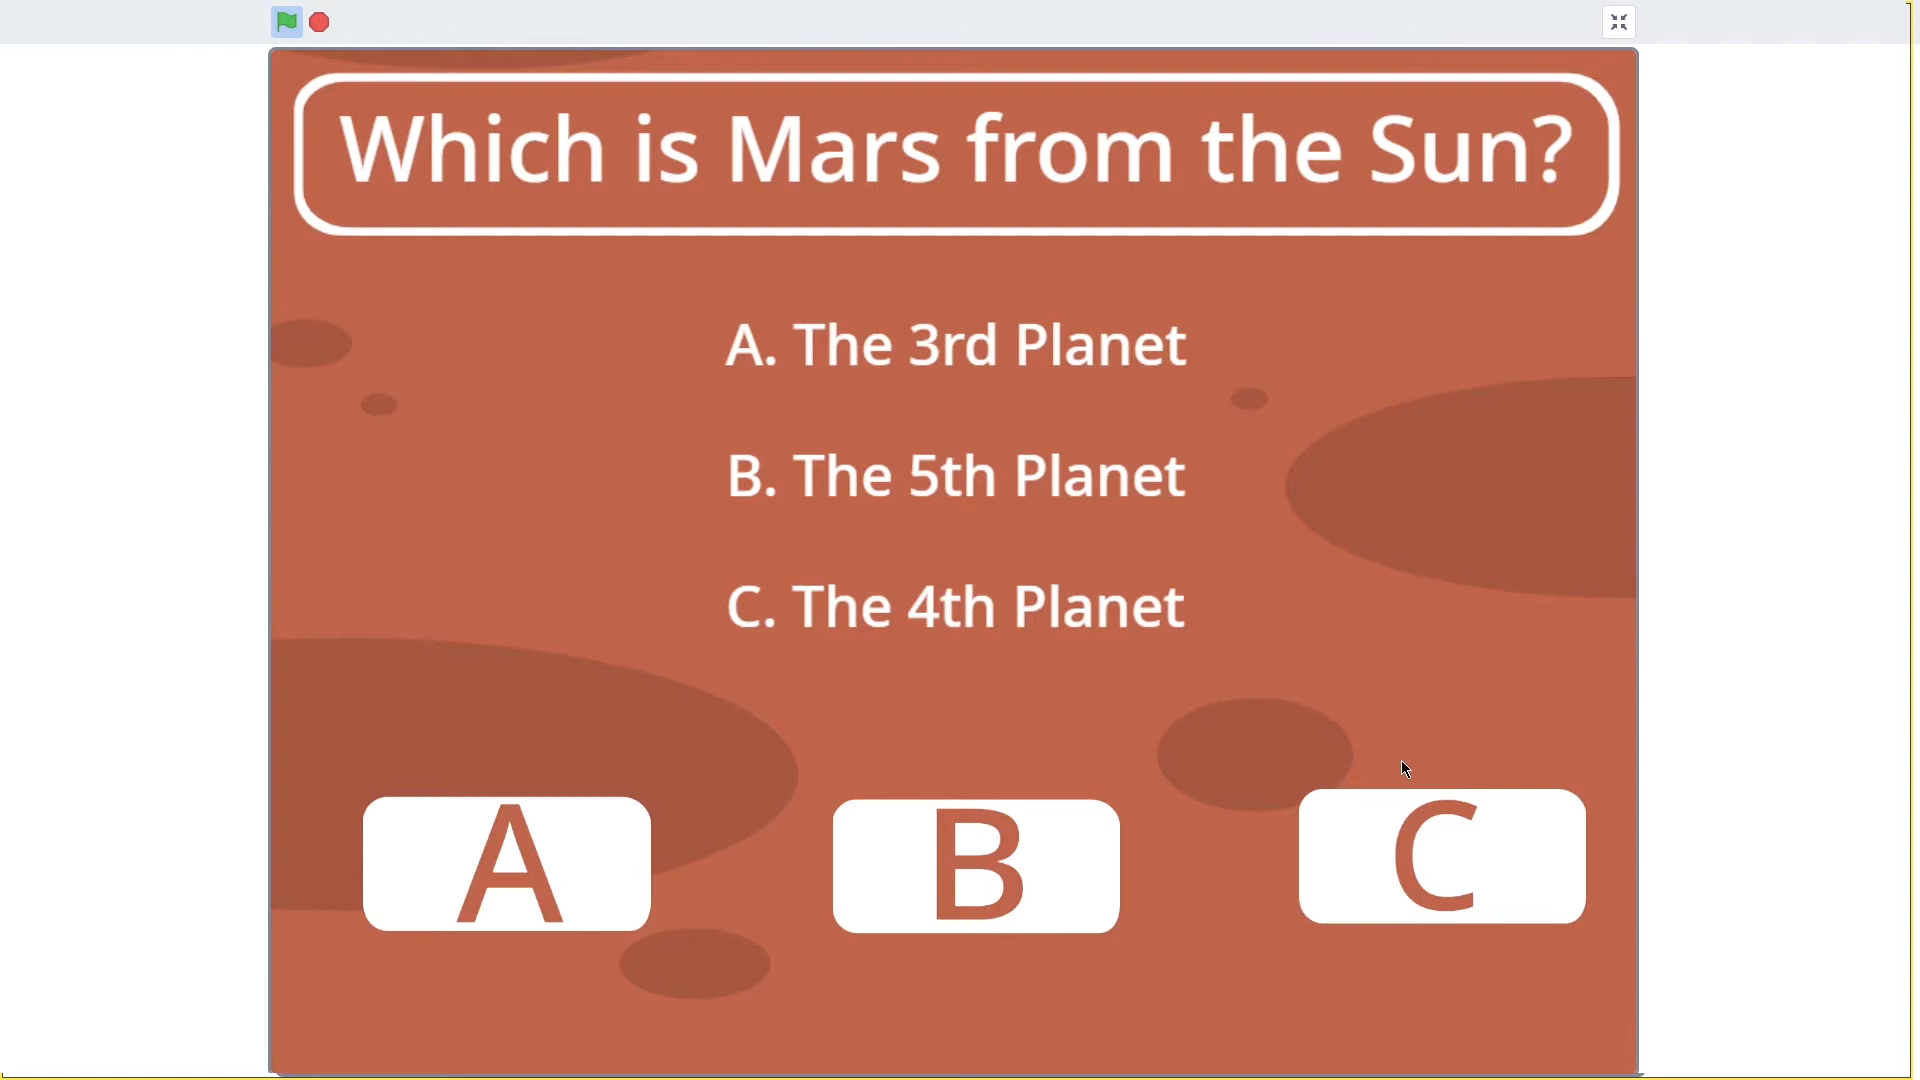 Which is Mars from the Sun?
A. The 3rd Planet
B. The 5th Planet
C. The 4th Planet
A
B
C